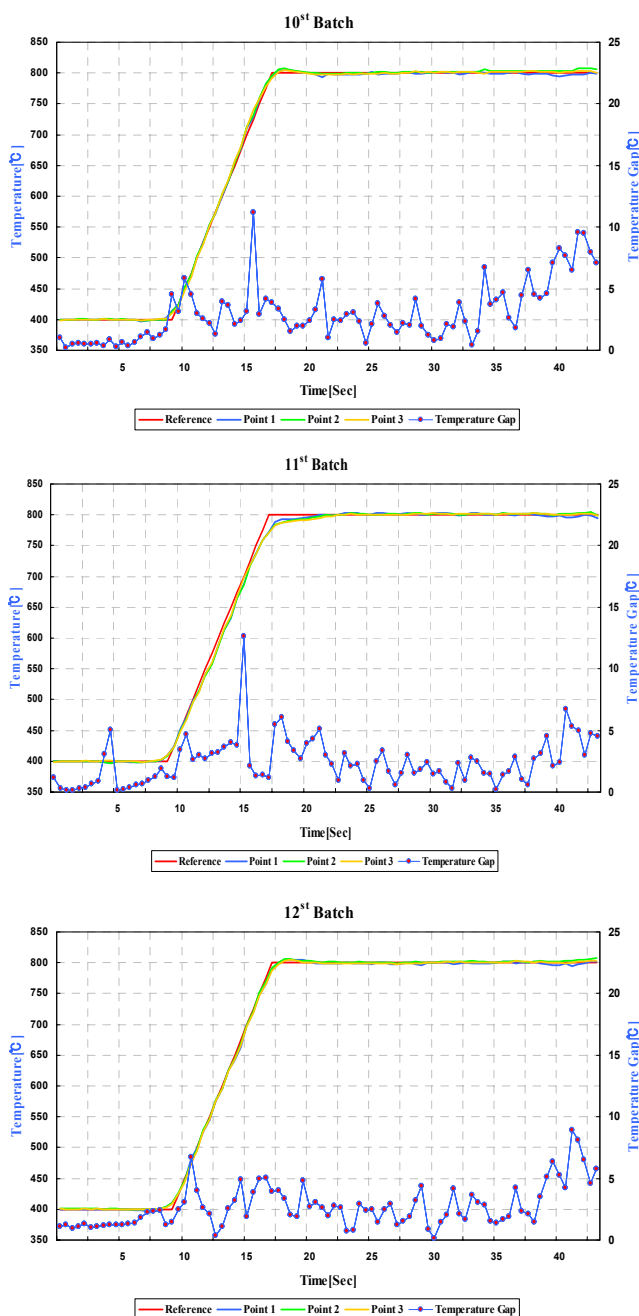 10st Batch
850
800
750
700
650
600
550
500
450
400
350
25
20
15
10
5
0
Temperature[℃]
Temperature Gap[℃]
5 10 15 20 25 30 35 40
Time[Sec]
Reference Point 1 Point 2 Point 3 Temperature Gap
11st Batch
850
800
750
700
650
600
550
500
450
400
350
25
20
15
10
5
0
Temperature[℃]
Temperature Gap[℃]
5 10 15 20 25 30 35 40
Time[Sec]
Reference Point 1 Point 2 Point 3 Temperature Gap
12st Batch
850
800
750
700
650
600
550
500
450
400
350
25
20
15
10
5
0
Temperature[℃]
Temperature Gap[℃]
5 10 15 20 25 30 35 40
Time[Sec]
Reference Point 1 Point 2 Point 3 Temperature Gap